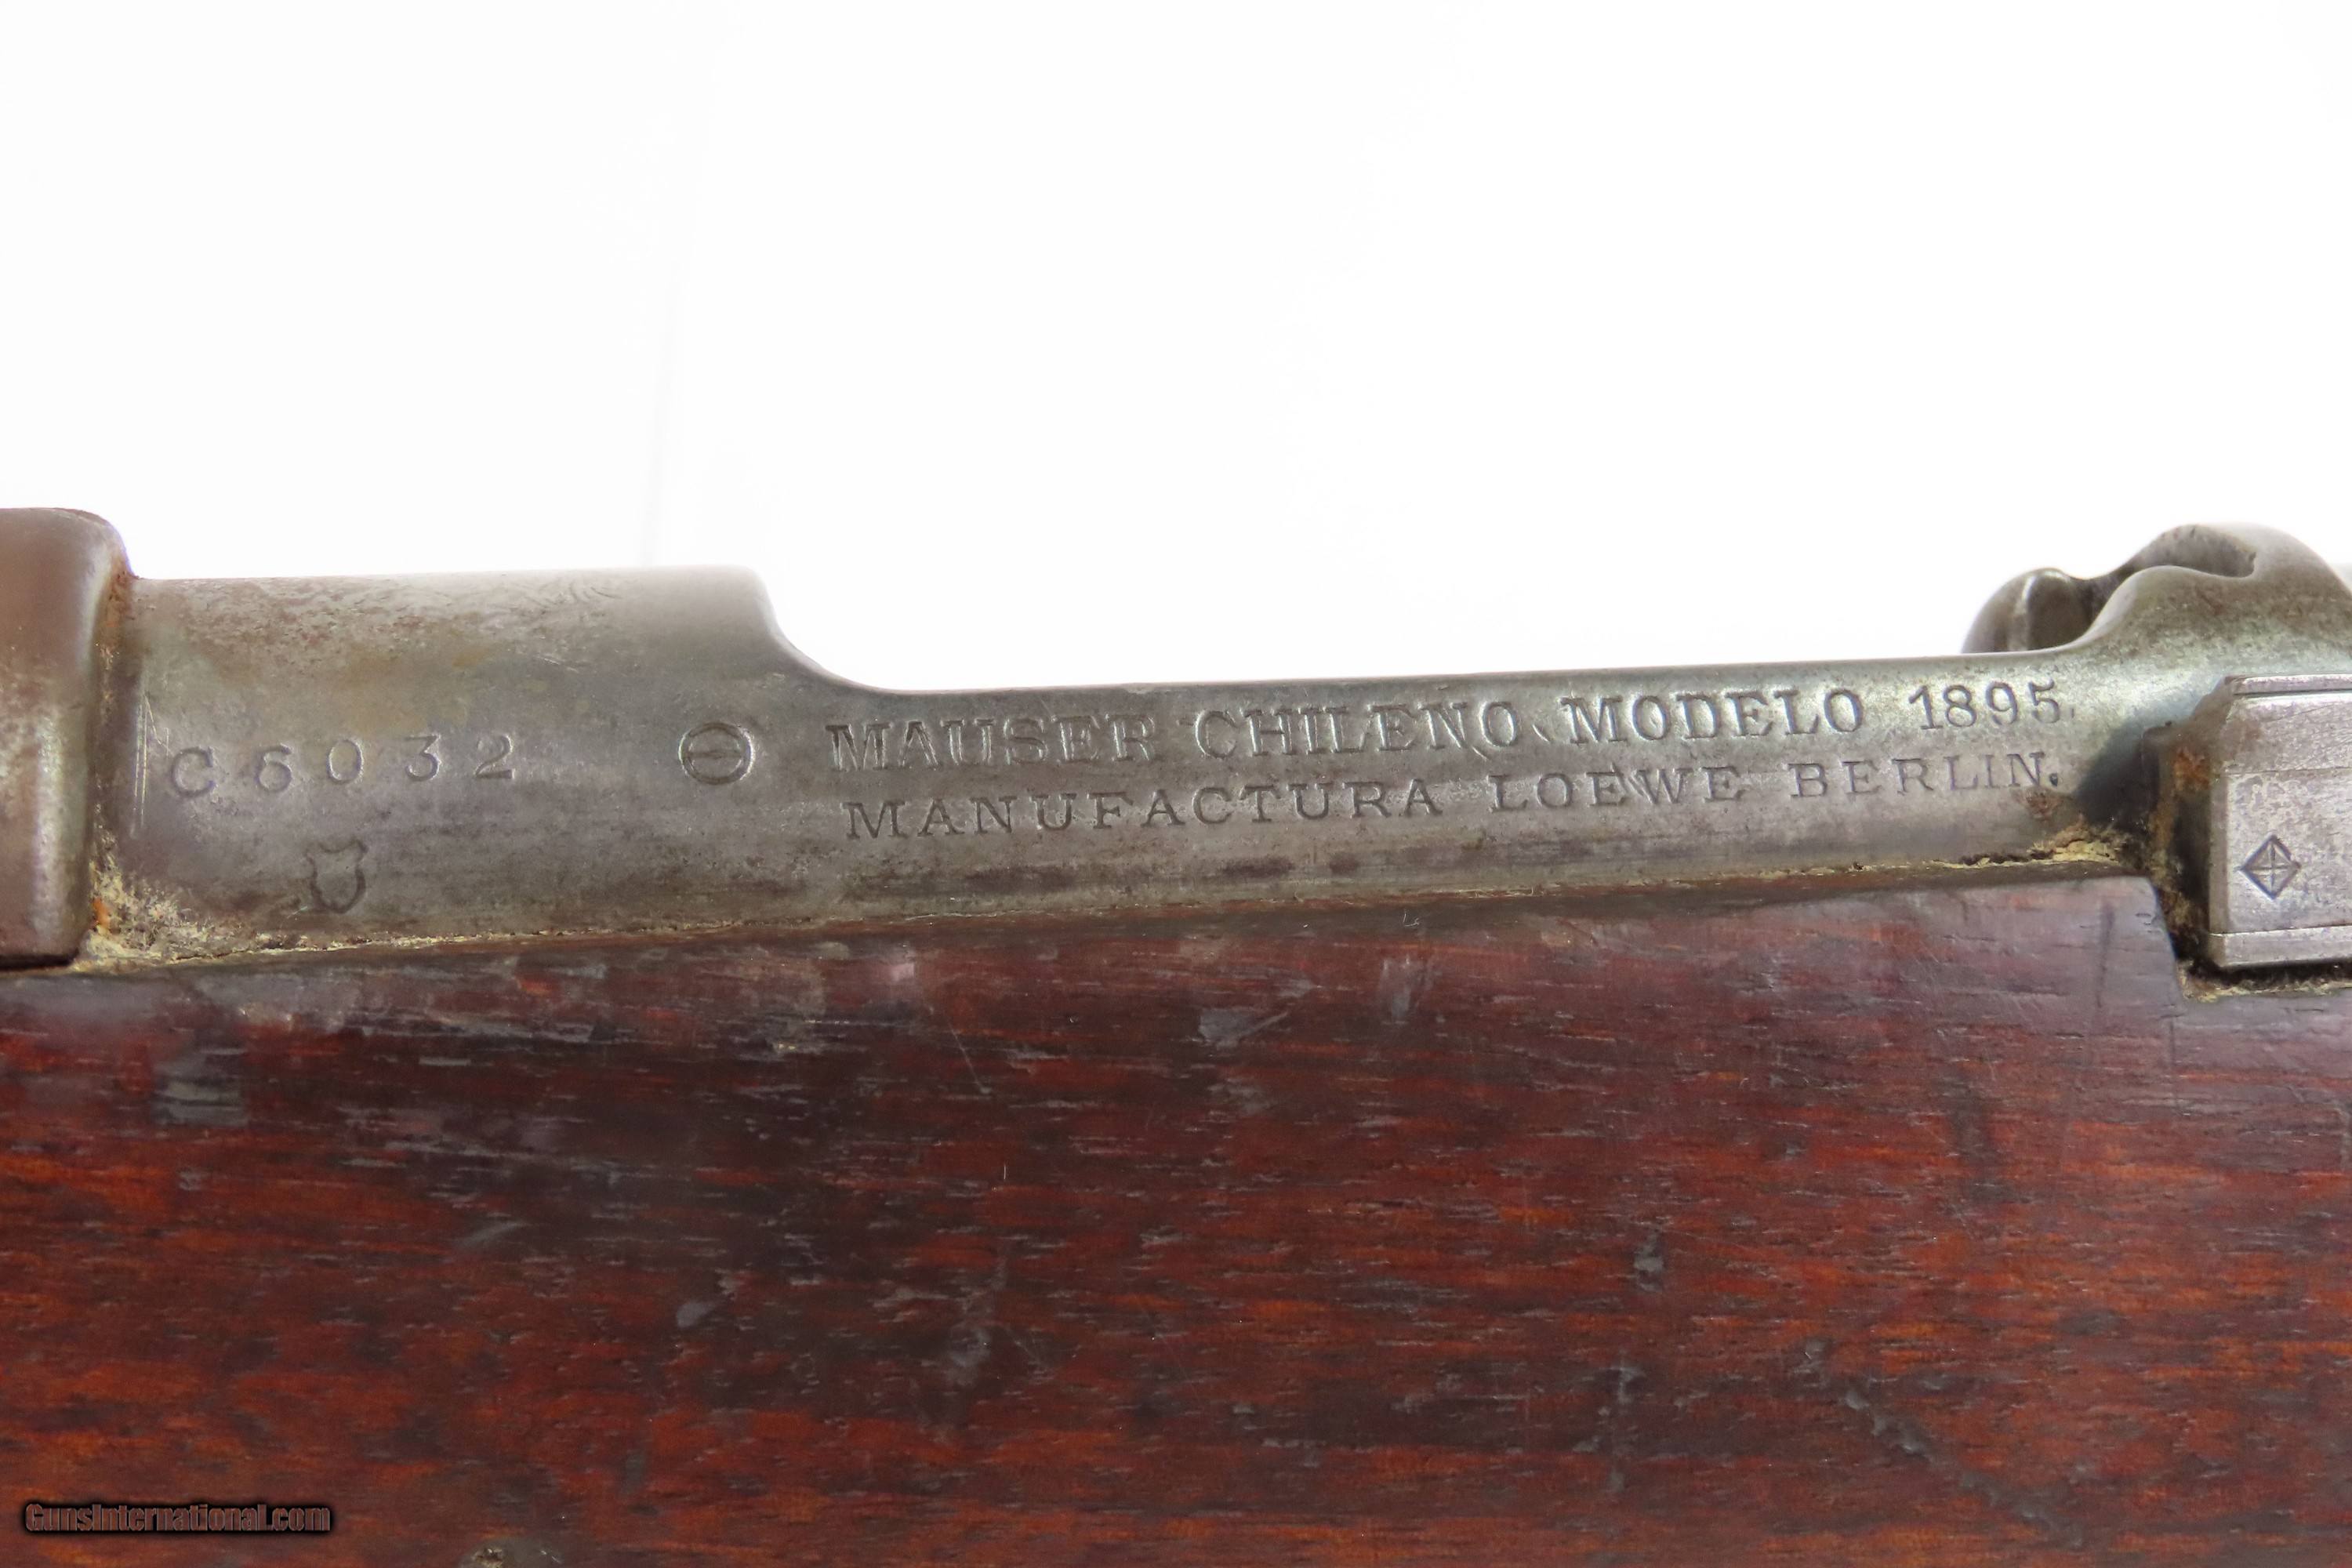 C 6032
MAUSER CHILENO MODELO 1895.
MANUFACTURA LOEWE BERLIN.
GunsInternational.com